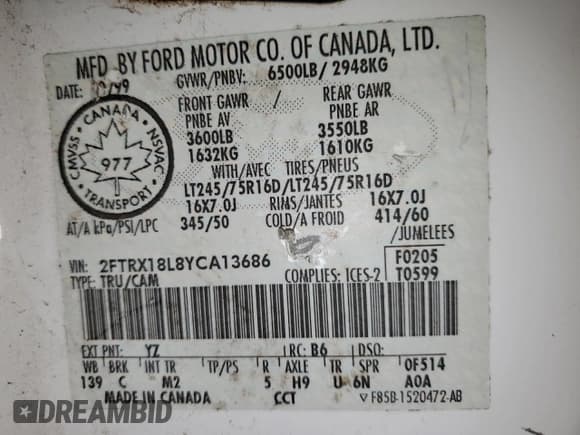 MFD BY FORD MOTOR CO. OF CANADA, LTD.
DATE: /99 GVWR/PNBV: 6500LB/ 2948KG
FRONT GAWR / REAR GAWR
PNBE AV PNBE AR
3600LB 3550LB
1632KG 1610KG
WITH/AVEC TIRES/PNEUS
LT245/75R16D/LT245/75R16D
16X7.0J RIMS/JANTES 16X7.0J
AT/A kPa/PSI/LPC 345/50 COLD/A FROID 414/60
/JUMELEES
CMVSS • CANADA • NSVAC
977
TRANSPORT
VIN: 2FTRX18L8YCA13686 F0205
TYPE: TRU/CAM COMPLIES: ICES-2 T0599
EXT PNT: YZ RC: B6 DSO:
WB BRK INT TR TP/PS R AXLE TR SPR 0F514
139 C M2 5 H9 U 6N A0A
MADE IN CANADA CCT F85B-1520472-AB
DREAMBID